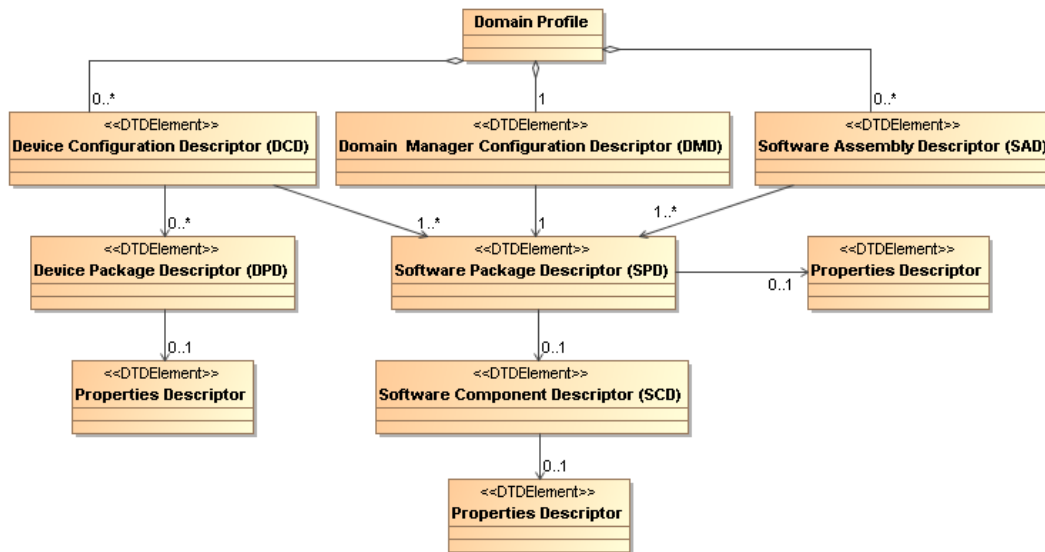 Domain Profile
0..*
1
0..*
<<DTDElement>>
Device Configuration Descriptor (DCD)
<<DTDElement>>
Domain Manager Configuration Descriptor (DMD)
<<DTDElement>>
Software Assembly Descriptor (SAD)
0..*
1..*
1
1..*
<<DTDElement>>
Device Package Descriptor (DPD)
<<DTDElement>>
Software Package Descriptor (SPD)
<<DTDElement>>
Properties Descriptor
0..1
0..1
0..1
<<DTDElement>>
Properties Descriptor
<<DTDElement>>
Software Component Descriptor (SCD)
0..1
<<DTDElement>>
Properties Descriptor